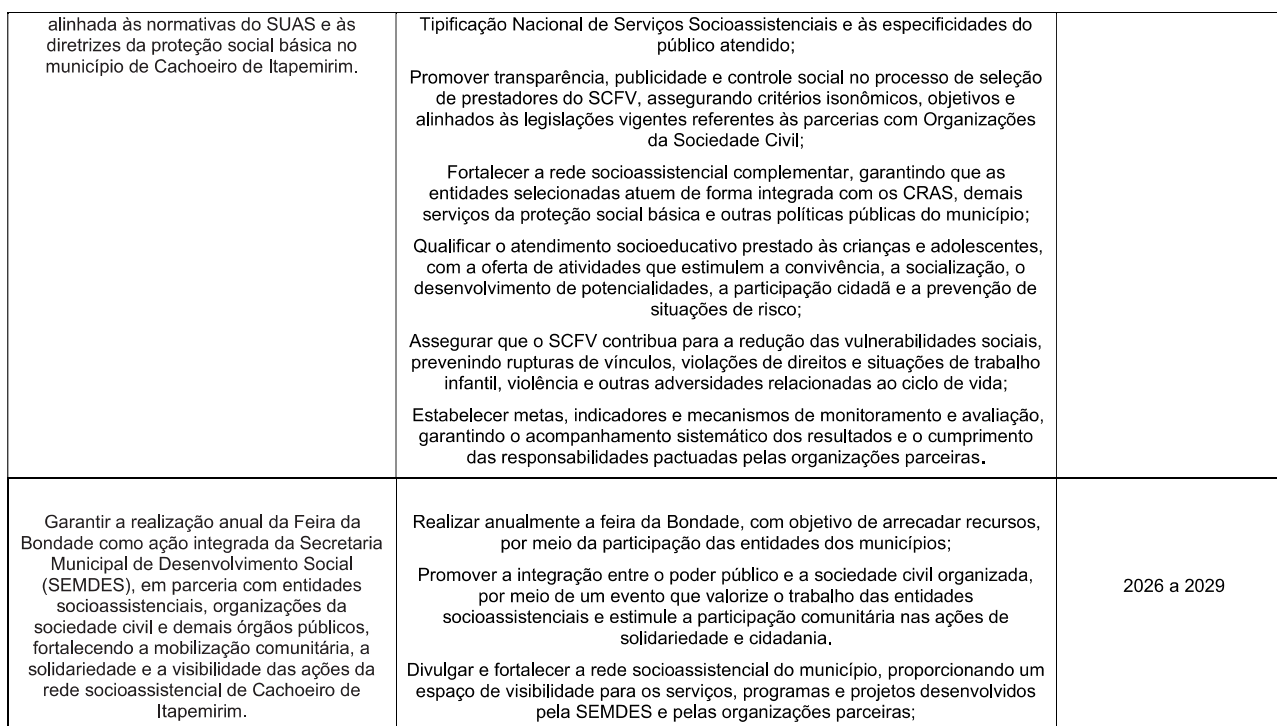 alinhada às normativas do SUAS e às
diretrizes da proteção social básica no
município de Cachoeiro de Itapemirim.
Tipificação Nacional de Serviços Socioassistenciais e às especificidades do
público atendido;
Promover transparência, publicidade e controle social no processo de seleção
de prestadores do SCFV, assegurando critérios isonômicos, objetivos e
alinhados às legislações vigentes referentes às parcerias com Organizações
da Sociedade Civil;
Fortalecer a rede socioassistencial complementar, garantindo que as
entidades selecionadas atuem de forma integrada com os CRAS, demais
serviços da proteção social básica e outras políticas públicas do município;
Qualificar o atendimento socioeducativo prestado às crianças e adolescentes,
com a oferta de atividades que estimulem a convivência, a socialização, o
desenvolvimento de potencialidades, a participação cidadã e a prevenção de
situações de risco;
Assegurar que o SCFV contribua para a redução das vulnerabilidades sociais,
prevenindo rupturas de vínculos, violações de direitos e situações de trabalho
infantil, violência e outras adversidades relacionadas ao ciclo de vida;
Estabelecer metas, indicadores e mecanismos de monitoramento e avaliação,
garantindo o acompanhamento sistemático dos resultados e o cumprimento
das responsabilidades pactuadas pelas organizações parceiras.
Garantir a realização anual da Feira da
Bondade como ação integrada da Secretaria
Municipal de Desenvolvimento Social
(SEMDES), em parceria com entidades
socioassistenciais, organizações da
sociedade civil e demais órgãos públicos,
fortalecendo a mobilização comunitária, a
solidariedade e a visibilidade das ações da
rede socioassistencial de Cachoeiro de
Itapemirim.
Realizar anualmente a feira da Bondade, com objetivo de arrecadar recursos,
por meio da participação das entidades dos municípios;
Promover a integração entre o poder público e a sociedade civil organizada,
por meio de um evento que valorize o trabalho das entidades
socioassistenciais e estimule a participação comunitária nas ações de
solidariedade e cidadania.
Divulgar e fortalecer a rede socioassistencial do município, proporcionando um
espaço de visibilidade para os serviços, programas e projetos desenvolvidos
pela SEMDES e pelas organizações parceiras;
2026 a 2029